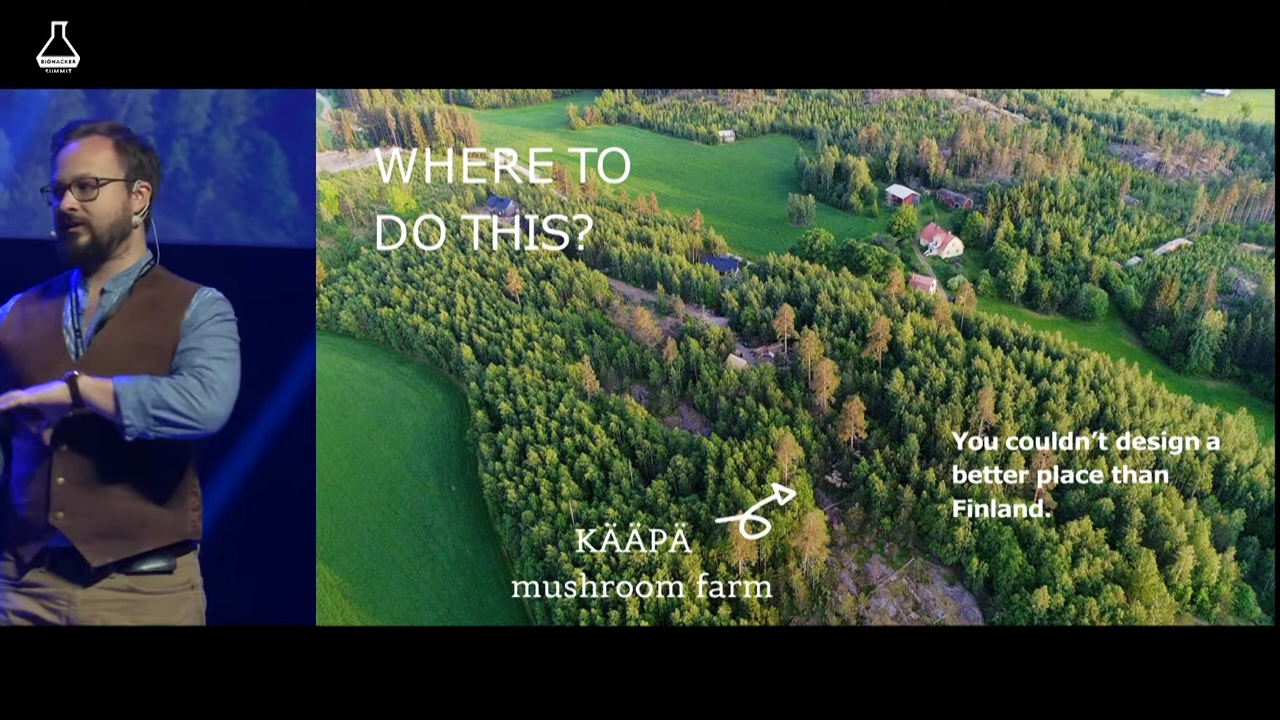 BIOHACKER
SUMMIT
WHERE TO
DO THIS?
You couldn't design a
better place than
Finland.
KÄÄPÄ
mushroom farm